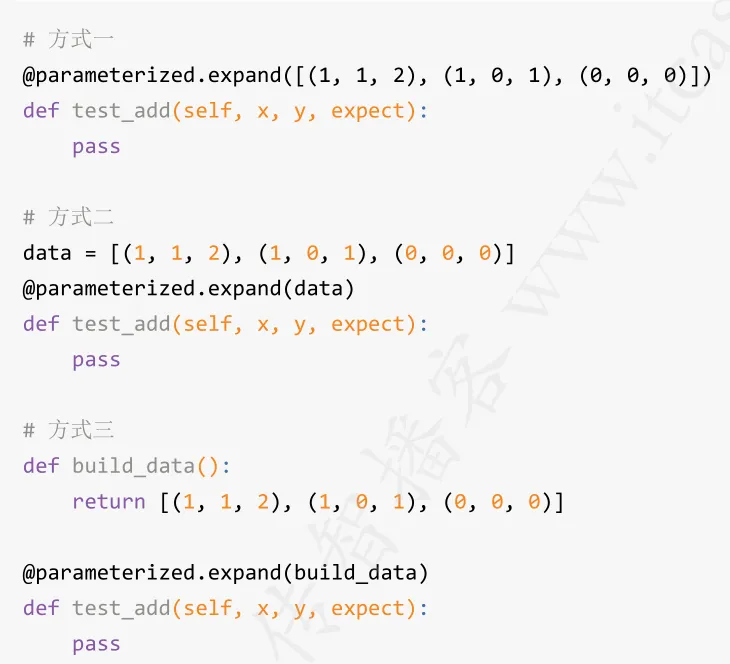 # 方式一
@parameterized.expand([(1, 1, 2), (1, 0, 1), (0, 0, 0)])
def test_add(self, x, y, expect):
    pass
# 方式二
data = [(1, 1, 2), (1, 0, 1), (0, 0, 0)]
@parameterized.expand(data)
def test_add(self, x, y, expect):
    pass
# 方式三
def build_data():
    return [(1, 1, 2), (1, 0, 1), (0, 0, 0)]
@parameterized.expand(build_data)
def test_add(self, x, y, expect):
    pass
传智播客 www.itcas